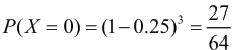 P(X = 0) = (1 − 0.25)³ = 27/64